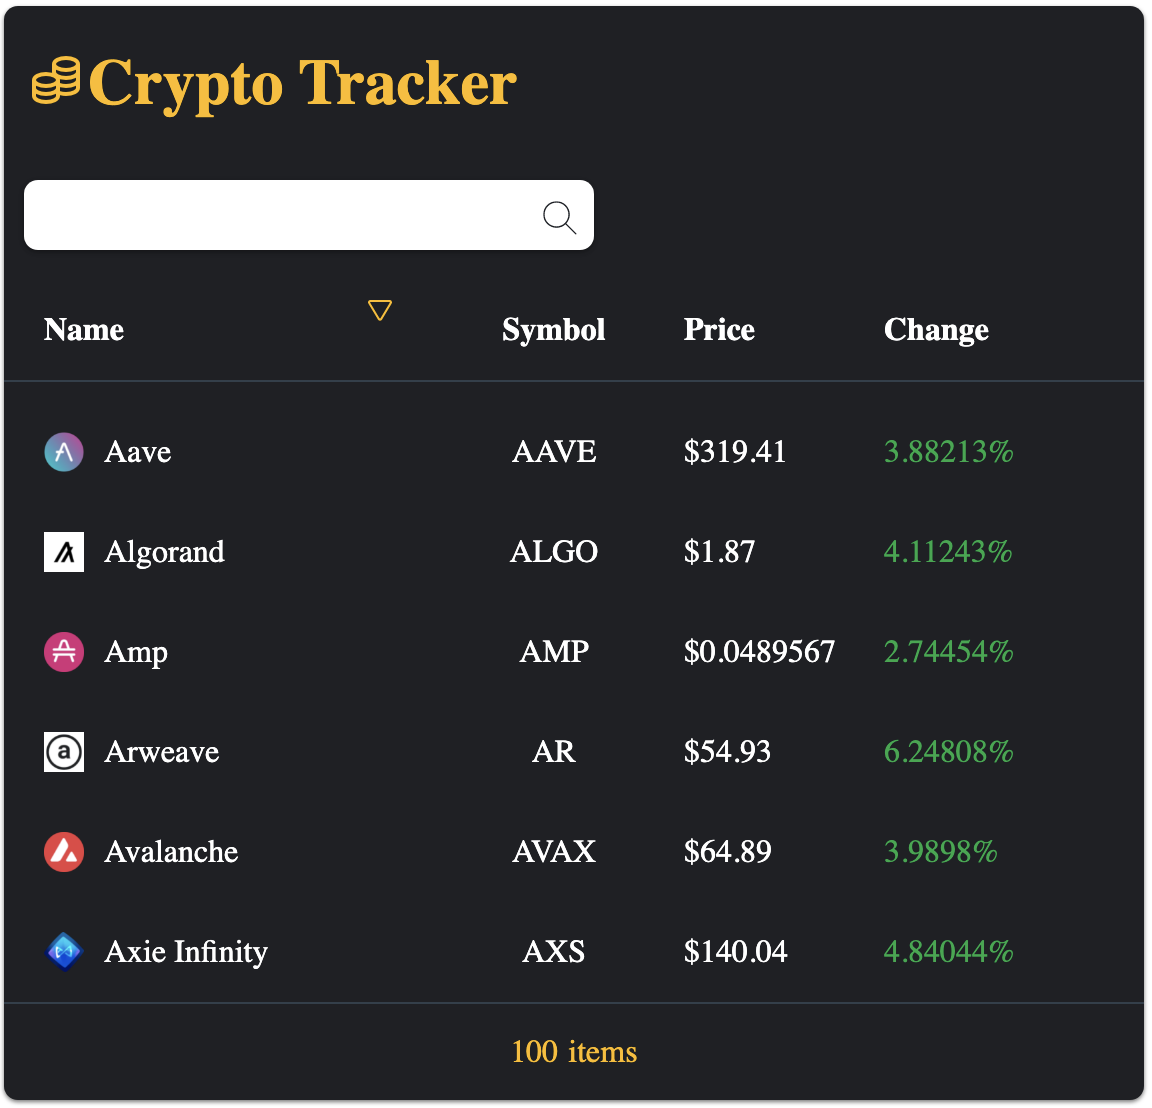 Crypto Tracker
Name Symbol Price Change
Aave AAVE $319.41 3.88213%
Algorand ALGO $1.87 4.11243%
Amp AMP $0.0489567 2.74454%
a Arweave AR $54.93 6.24808%
Avalanche AVAX $64.89 3.9898%
Axie Infinity AXS $140.04 4.84044%
100 items